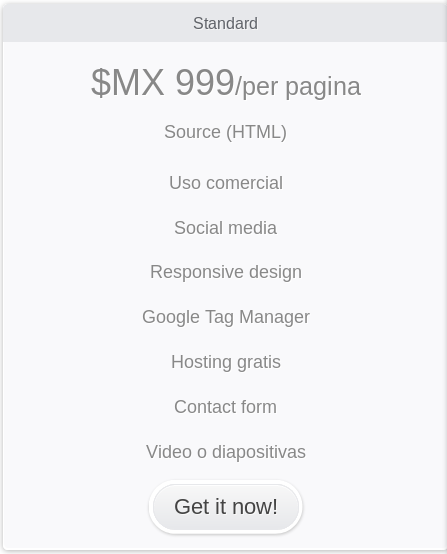 Standard
$MX 999/per pagina
Source (HTML)
Uso comercial
Social media
Responsive design
Google Tag Manager
Hosting gratis
Contact form
Video o diapositivas
Get it now!